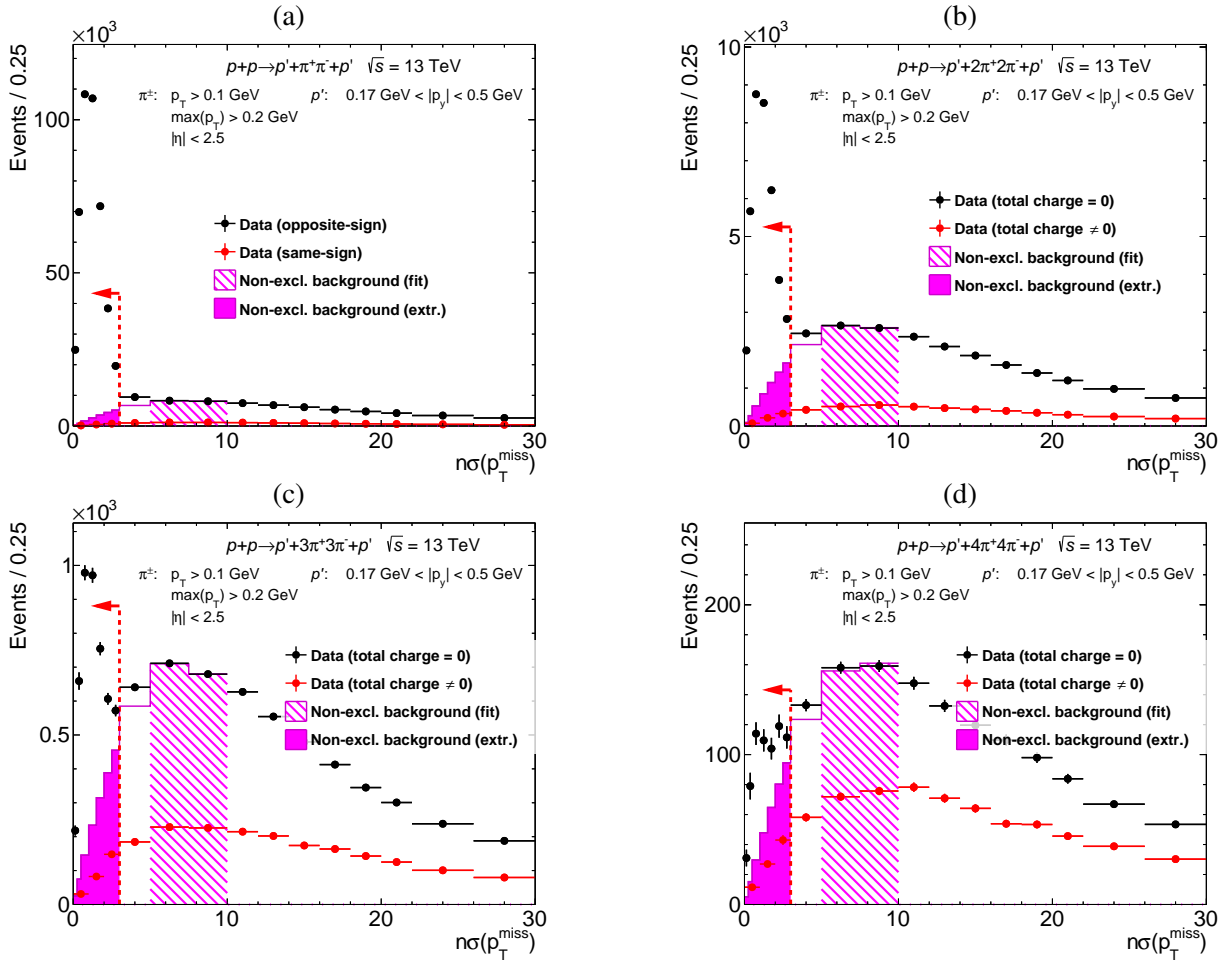 (a)
×10³
Events / 0.25
p+p→p'+π⁺π⁻+p' √s = 13 TeV
π±: p_T > 0.1 GeV p': 0.17 GeV < |p_y| < 0.5 GeV
max(p_T) > 0.2 GeV
|η| < 2.5
Data (opposite-sign)
Data (same-sign)
Non-excl. background (fit)
Non-excl. background (extr.)
100
50
0
0 10 20 30
nσ(p_T^miss)
(b)
×10³
Events / 0.25
p+p→p'+2π⁺2π⁻+p' √s = 13 TeV
π±: p_T > 0.1 GeV p': 0.17 GeV < |p_y| < 0.5 GeV
max(p_T) > 0.2 GeV
|η| < 2.5
Data (total charge = 0)
Data (total charge ≠ 0)
Non-excl. background (fit)
Non-excl. background (extr.)
10
5
0
0 10 20 30
nσ(p_T^miss)
(c)
×10³
Events / 0.25
p+p→p'+3π⁺3π⁻+p' √s = 13 TeV
π±: p_T > 0.1 GeV p': 0.17 GeV < |p_y| < 0.5 GeV
max(p_T) > 0.2 GeV
|η| < 2.5
Data (total charge = 0)
Data (total charge ≠ 0)
Non-excl. background (fit)
Non-excl. background (extr.)
1
0.5
0
0 10 20 30
nσ(p_T^miss)
(d)
Events / 0.25
p+p→p'+4π⁺4π⁻+p' √s = 13 TeV
π±: p_T > 0.1 GeV p': 0.17 GeV < |p_y| < 0.5 GeV
max(p_T) > 0.2 GeV
|η| < 2.5
Data (total charge = 0)
Data (total charge ≠ 0)
Non-excl. background (fit)
Non-excl. background (extr.)
200
100
0
0 10 20 30
nσ(p_T^miss)